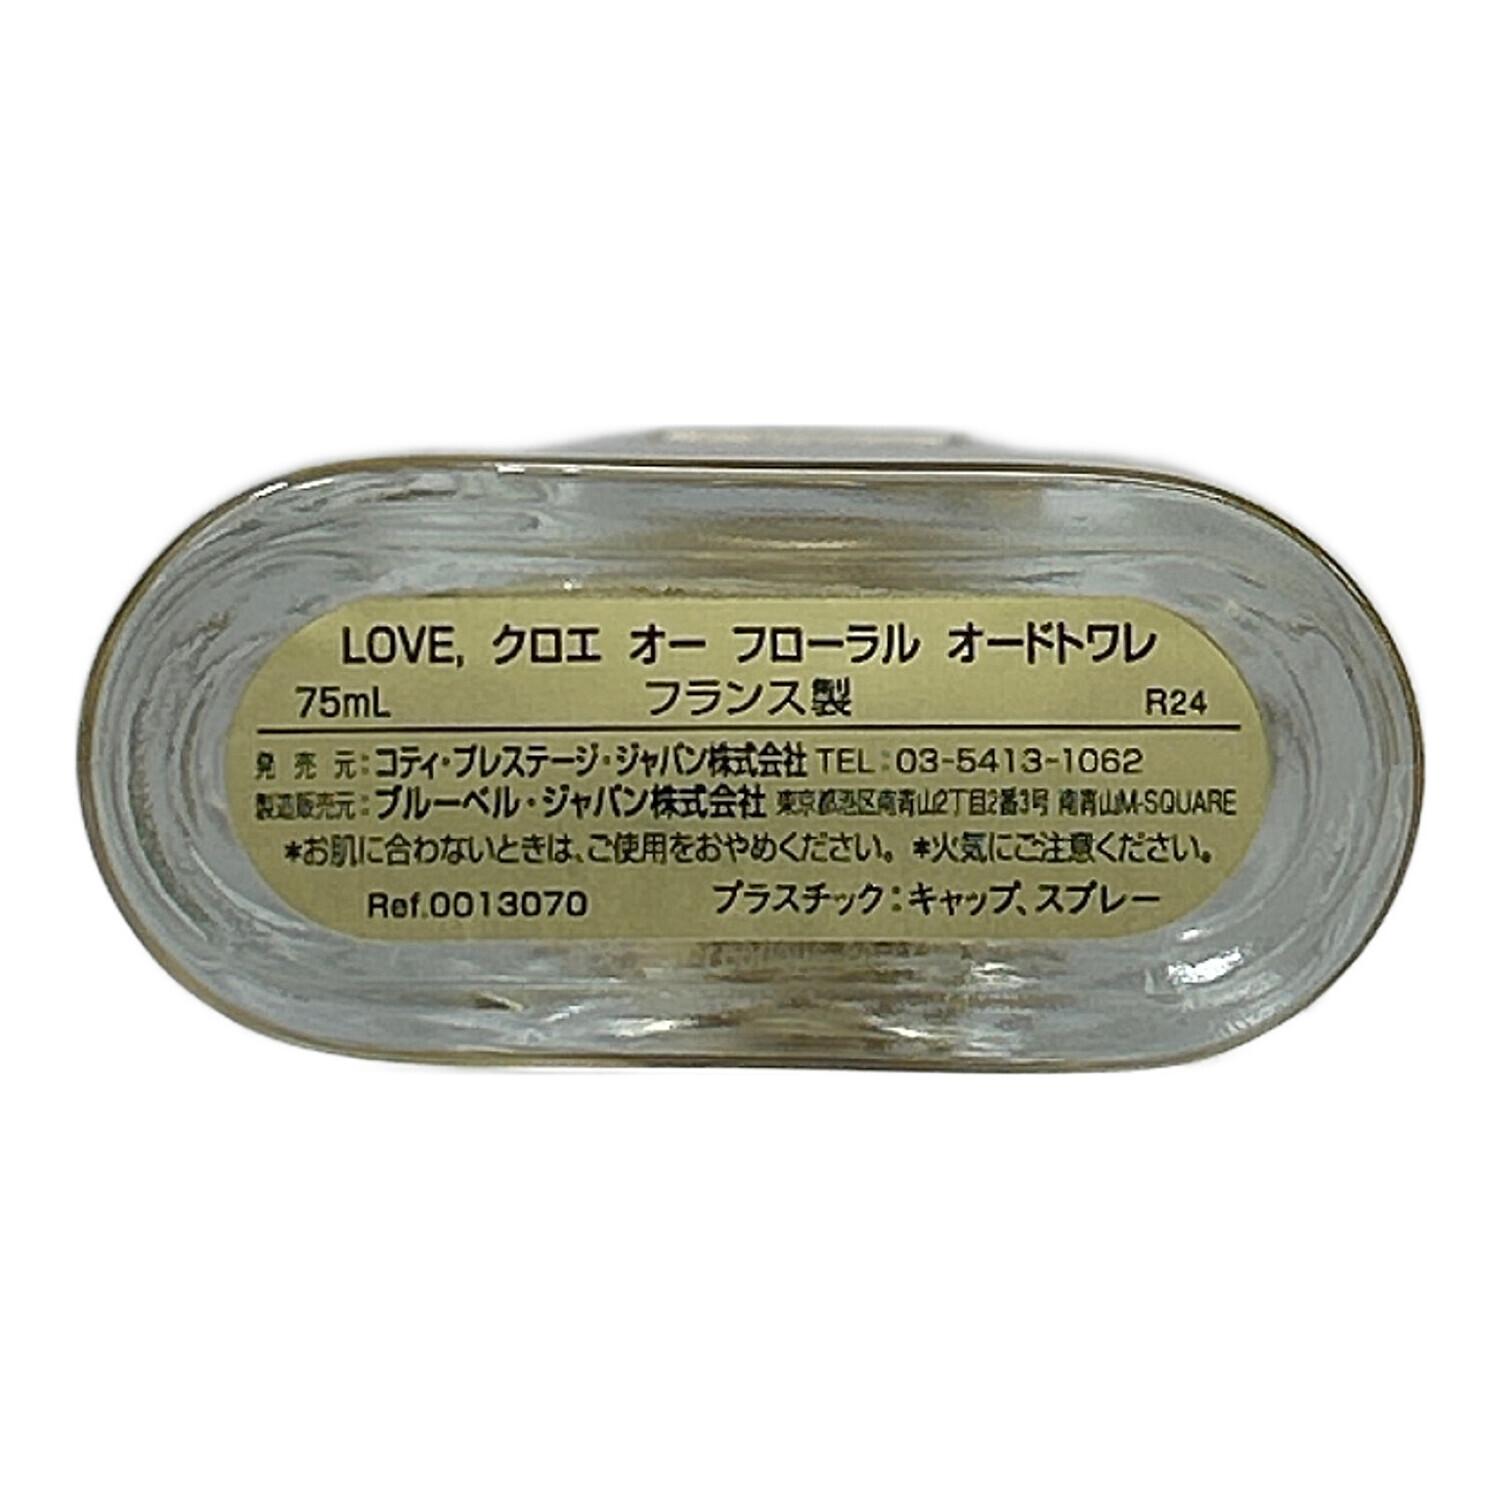 LOVE, クロエ オー フローラル オードトワレ
75mL フランス製 R24
発売元：コティ・プレステージ・ジャパン株式会社 TEL：03-5413-1062
製造販売元：ブルーベル・ジャパン株式会社 東京都港区南青山2丁目2番3号 南青山M-SQUARE
*お肌に合わないときは、ご使用をおやめください。 *火気にご注意ください。
Ref.0013070 プラスチック：キャップ、スプレー